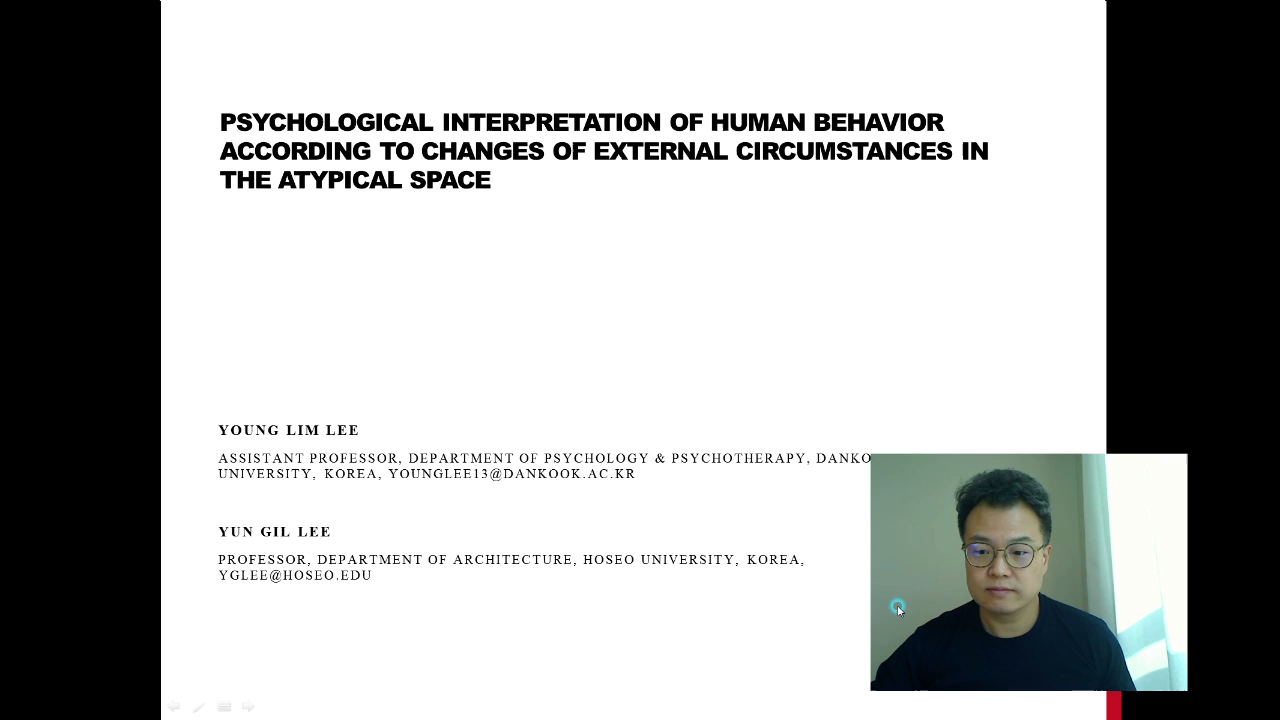 PSYCHOLOGICAL INTERPRETATION OF HUMAN BEHAVIOR
ACCORDING TO CHANGES OF EXTERNAL CIRCUMSTANCES IN
THE ATYPICAL SPACE
YOUNG LIM LEE
ASSISTANT PROFESSOR, DEPARTMENT OF PSYCHOLOGY & PSYCHOTHERAPY,
UNIVERSITY, KOREA, YOUNGLEE13@DANKOOK.AC.KR
YUN GIL LEE
PROFESSOR, DEPARTMENT OF ARCHITECTURE, HOSEO UNIVERSITY, KOREA,
YGLEE@HOSEO.EDU